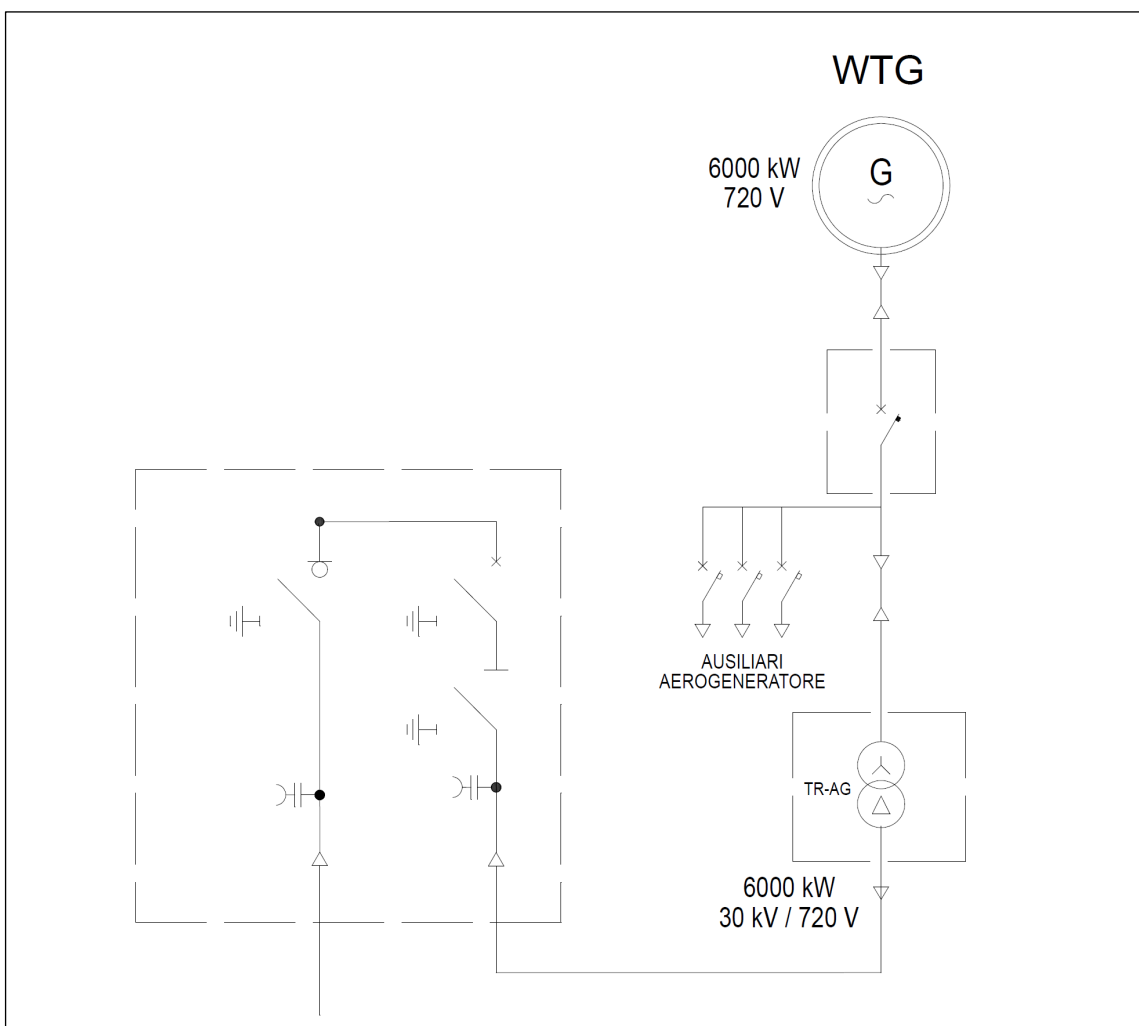 WTG
6000 kW
720 V
G
AUSILIARI
AEROGENERATORE
TR-AG
6000 kW
30 kV / 720 V